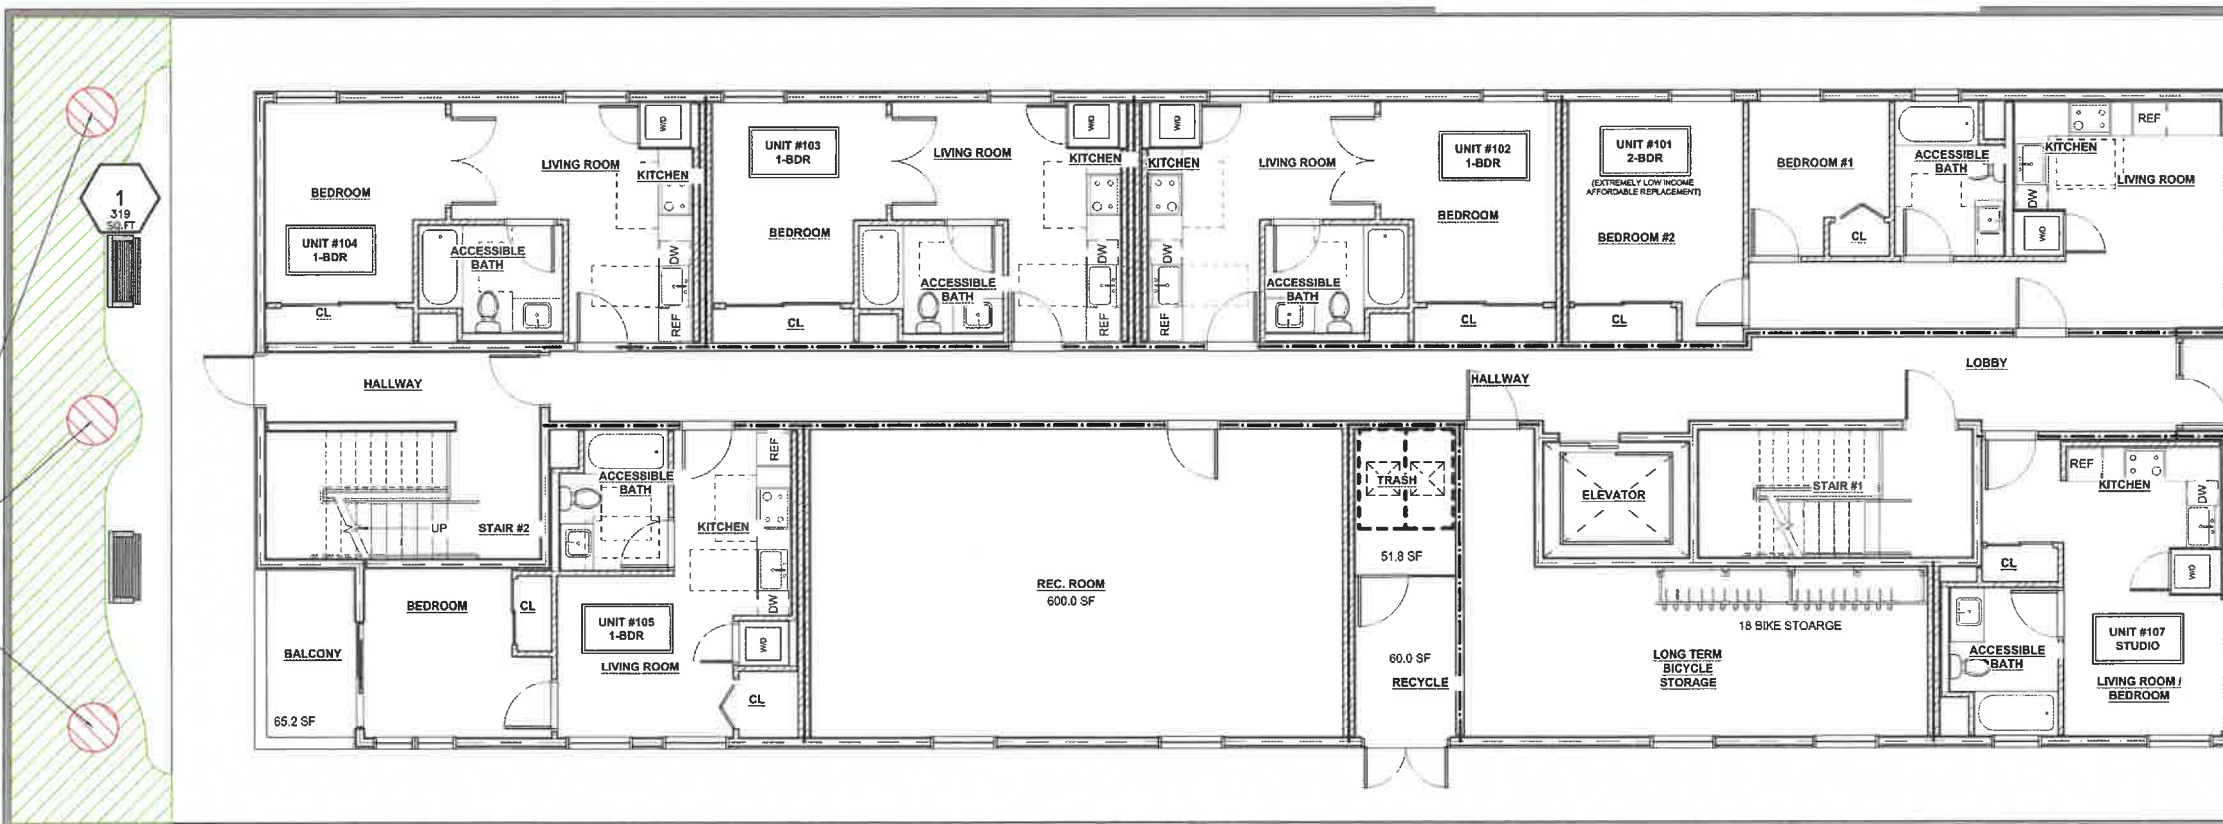 1
319
SQ.FT
BEDROOM
UNIT #104
1-BDR
CL
ACCESSIBLE
BATH
LIVING ROOM
KITCHEN
W/D
DW
REF
UNIT #103
1-BDR
BEDROOM
CL
LIVING ROOM
ACCESSIBLE
BATH
W/D
KITCHEN
DW
REF
W/D
KITCHEN
DW
REF
LIVING ROOM
ACCESSIBLE
BATH
UNIT #102
1-BDR
BEDROOM
CL
UNIT #101
2-BDR
(EXTREMELY LOW INCOME
AFFORDABLE REPLACEMENT)
BEDROOM #2
CL
BEDROOM #1
CL
ACCESSIBLE
BATH
REF
KITCHEN
LIVING ROOM
DW
W/D
HALLWAY
HALLWAY
LOBBY
UP
STAIR #2
ACCESSIBLE
BATH
REF
KITCHEN
DW
W/D
BEDROOM
CL
UNIT #105
1-BDR
LIVING ROOM
CL
BALCONY
65.2 SF
REC. ROOM
600.0 SF
TRASH
51.8 SF
60.0 SF
RECYCLE
ELEVATOR
STAIR #1
18 BIKE STOARGE
LONG TERM
BICYCLE
STORAGE
REF
KITCHEN
DW
CL
W/D
ACCESSIBLE
BATH
UNIT #107
STUDIO
LIVING ROOM /
BEDROOM